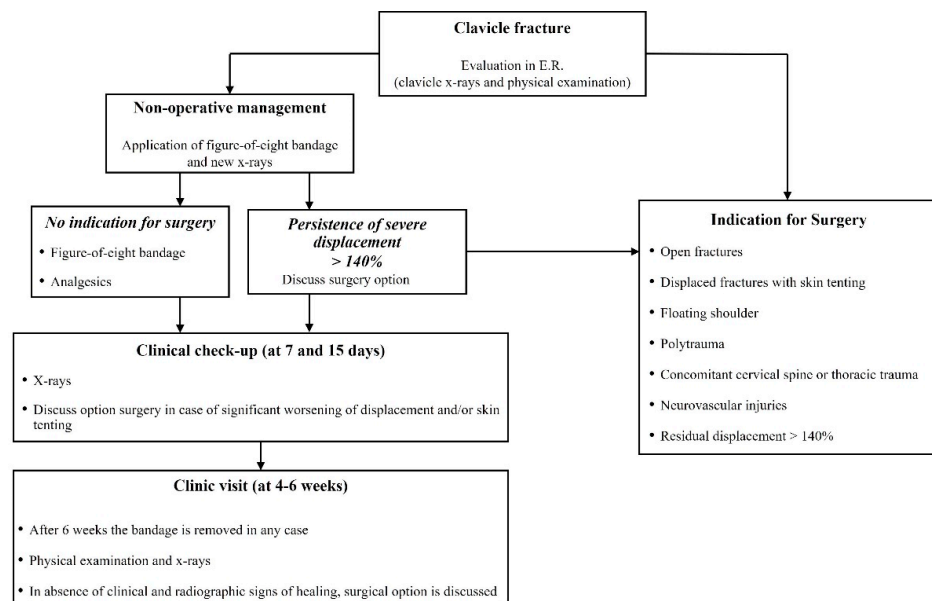 Clavicle fracture
Evaluation in E.R.
(clavicle x-rays and physical examination)
Non-operative management
Application of figure-of-eight bandage
and new x-rays
No indication for surgery
• Figure-of-eight bandage
• Analgesics
Persistence of severe
displacement
> 140%
Discuss surgery option
Indication for Surgery
• Open fractures
• Displaced fractures with skin tenting
• Floating shoulder
• Polytrauma
• Concomitant cervical spine or thoracic trauma
• Neurovascular injuries
• Residual displacement > 140%
Clinical check-up (at 7 and 15 days)
• X-rays
• Discuss option surgery in case of significant worsening of displacement and/or skin
tenting
Clinic visit (at 4-6 weeks)
• After 6 weeks the bandage is removed in any case
• Physical examination and x-rays
• In absence of clinical and radiographic signs of healing, surgical option is discussed